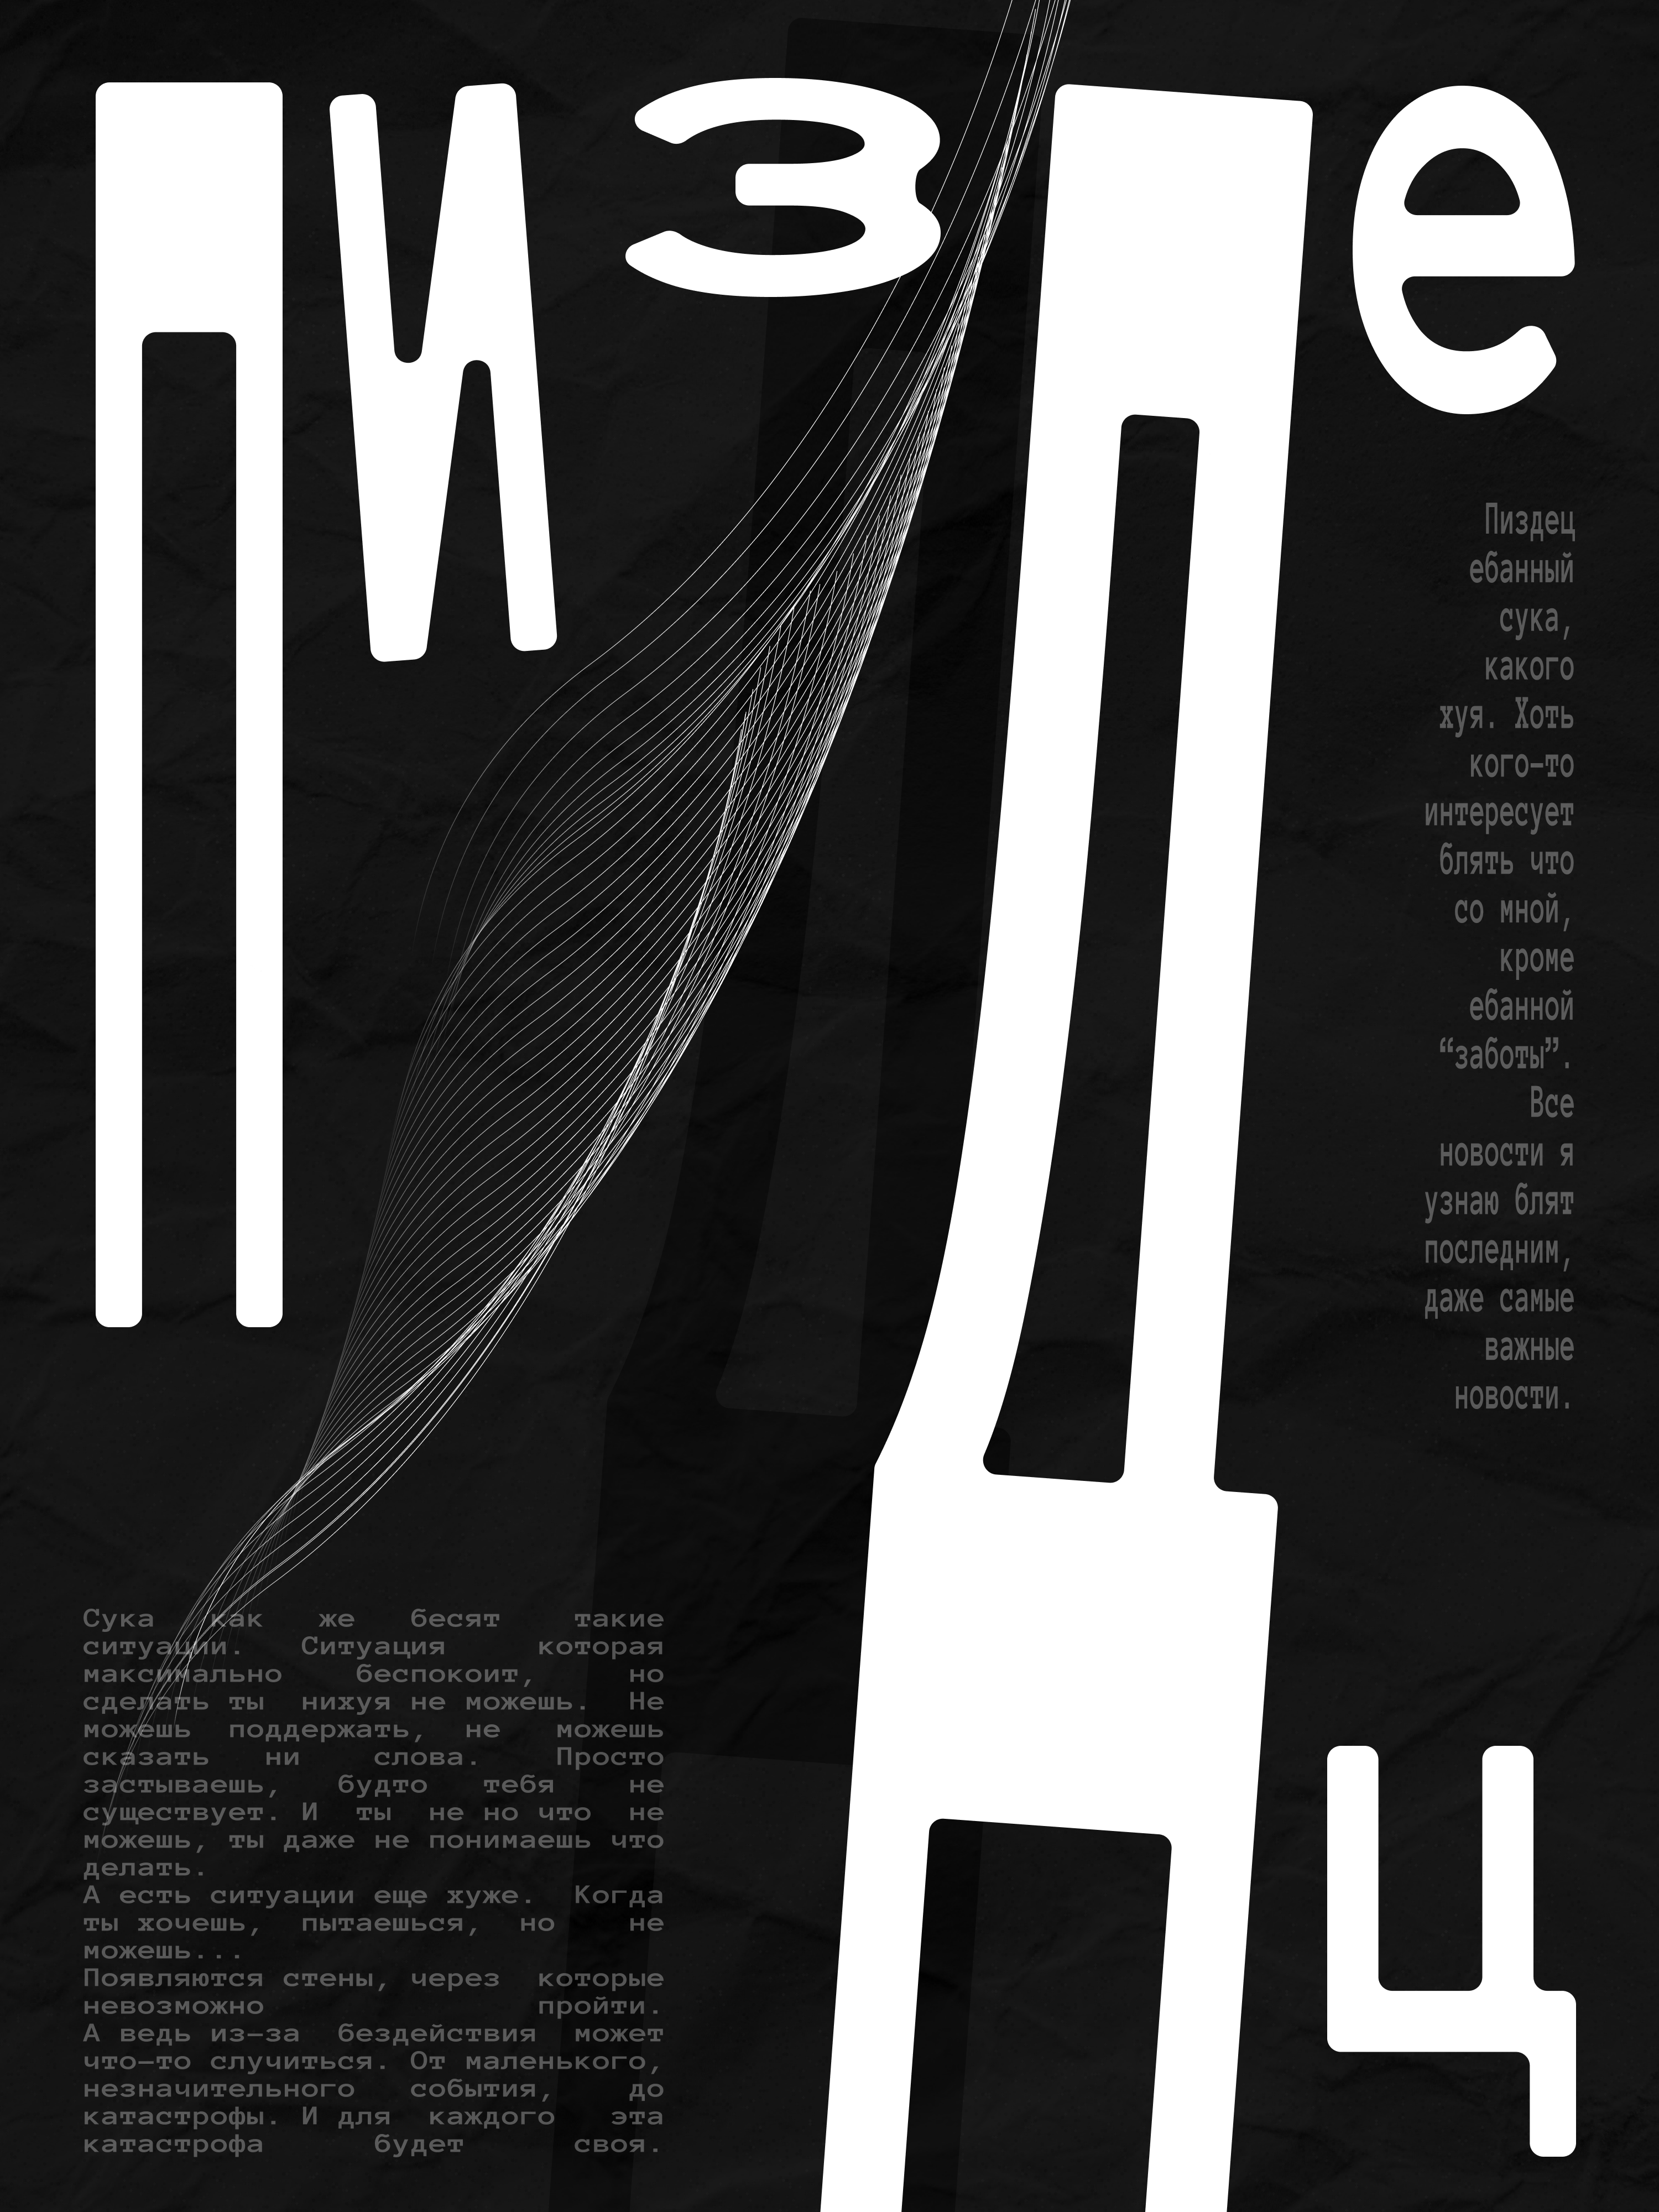 Пиздец
Пиздец
ебанный
сука,
какого
хуя. Хоть
кого-то
интересует
блять что
со мной,
кроме
ебанной
“заботы”.
Все
новости я
узнаю блят
последним,
даже самые
важные
новости.
Сука как же бесят такие
ситуации. Ситуация которая
максимально беспокоит, но
сделать ты нихуя не можешь. Не
можешь поддержать, не можешь
сказать ни слова. Просто
застываешь, будто тебя не
существует. И ты не но что не
можешь, ты даже не понимаешь что
делать.
А есть ситуации еще хуже. Когда
ты хочешь, пытаешься, но не
можешь...
Появляются стены, через которые
невозможно пройти.
А ведь из-за бездействия может
что-то случиться. От маленького,
незначительного события, до
катастрофы. И для каждого эта
катастрофа будет своя.